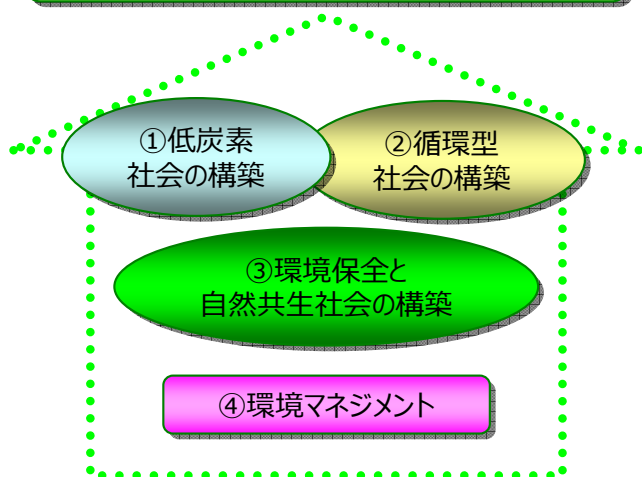 ①低炭素
社会の構築
②循環型
社会の構築
③環境保全と
自然共生社会の構築
④環境マネジメント